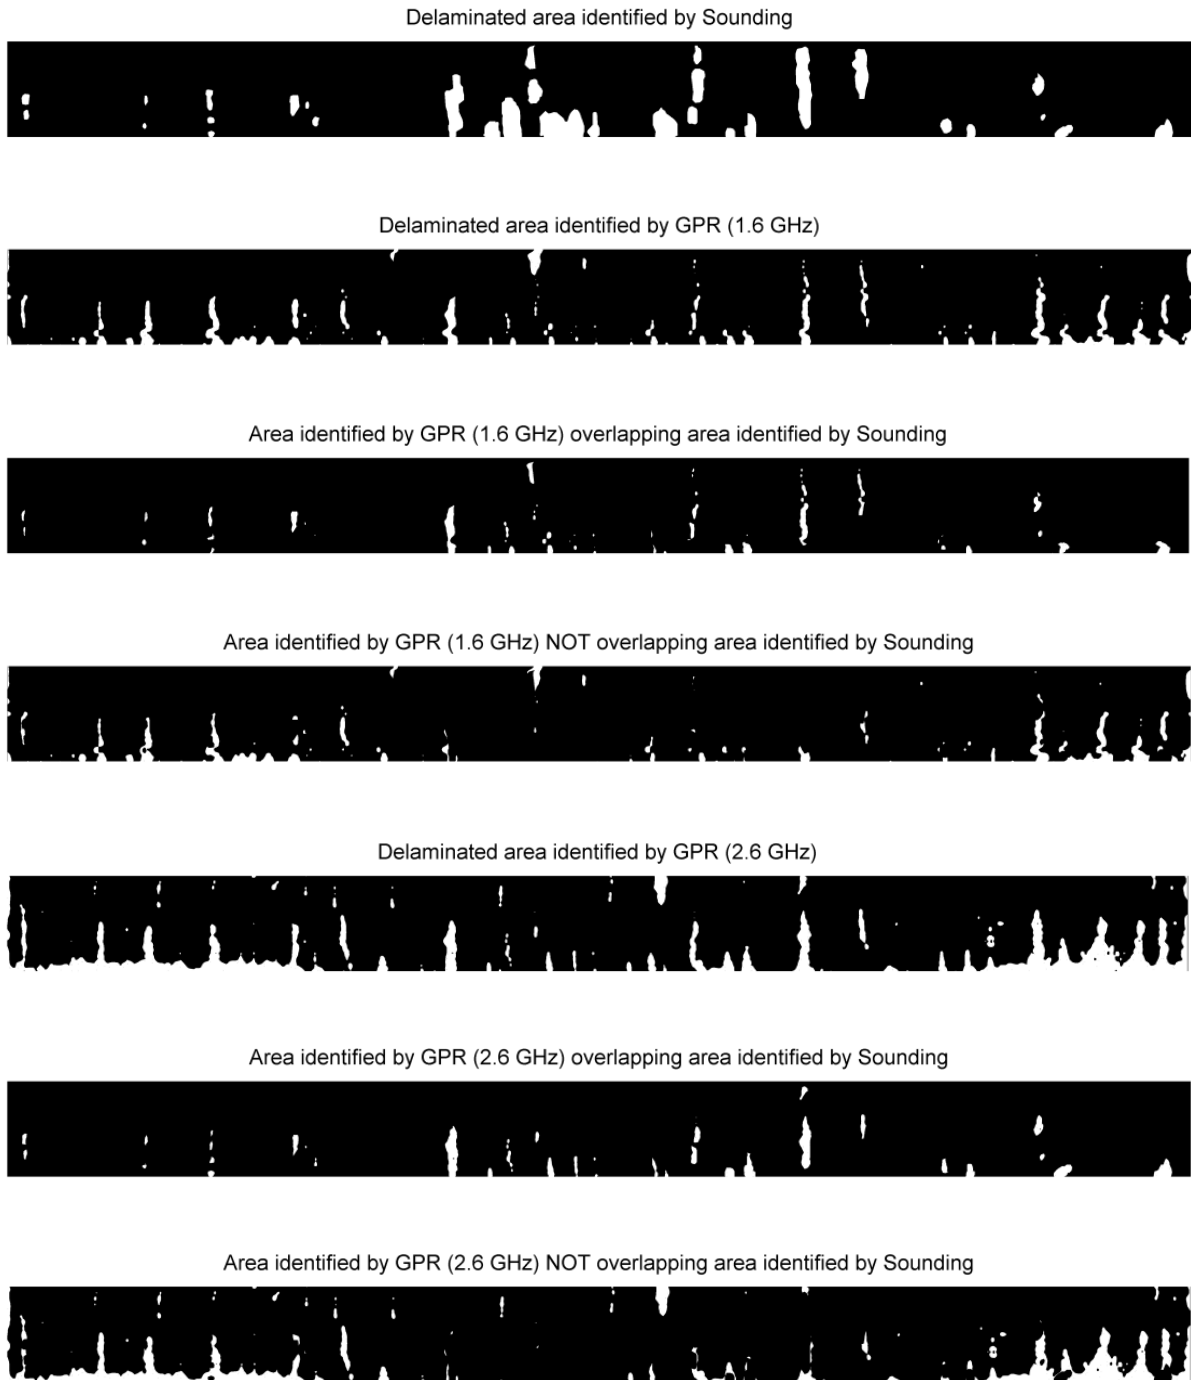 Delaminated area identified by Sounding
Delaminated area identified by GPR (1.6 GHz)
Area identified by GPR (1.6 GHz) overlapping area identified by Sounding
Area identified by GPR (1.6 GHz) NOT overlapping area identified by Sounding
Delaminated area identified by GPR (2.6 GHz)
Area identified by GPR (2.6 GHz) overlapping area identified by Sounding
Area identified by GPR (2.6 GHz) NOT overlapping area identified by Sounding